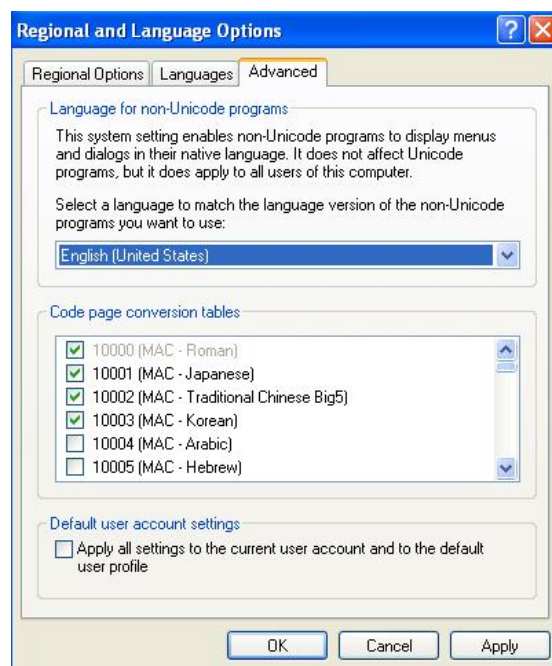 Regional and Language Options
Regional Options Languages Advanced
Language for non-Unicode programs
This system setting enables non-Unicode programs to display menus
and dialogs in their native language. It does not affect Unicode
programs, but it does apply to all users of this computer.
Select a language to match the language version of the non-Unicode
programs you want to use:
English (United States)
Code page conversion tables
10000 (MAC - Roman)
10001 (MAC - Japanese)
10002 (MAC - Traditional Chinese Big5)
10003 (MAC - Korean)
10004 (MAC - Arabic)
10005 (MAC - Hebrew)
Default user account settings
Apply all settings to the current user account and to the default
user profile
OK Cancel Apply